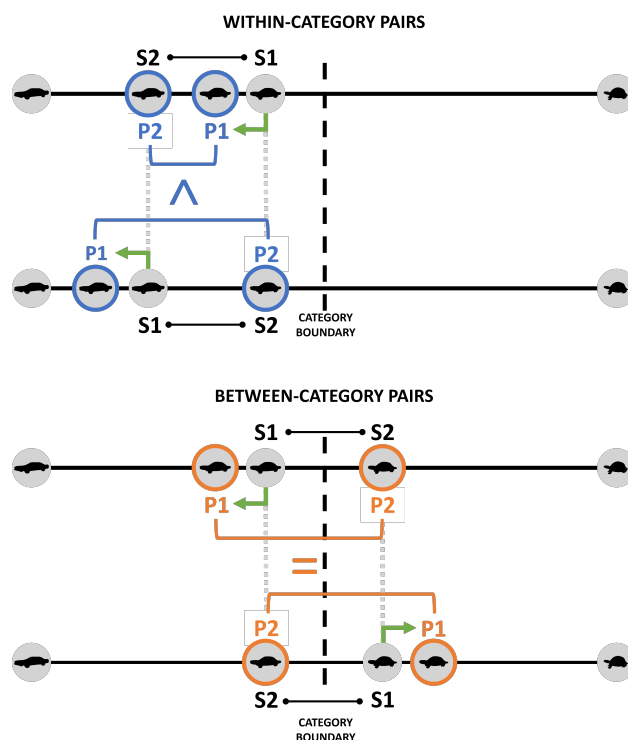 WITHIN-CATEGORY PAIRS
S2 S1
P2 P1
<
P1 P2
S1 S2
CATEGORY
BOUNDARY
BETWEEN-CATEGORY PAIRS
S1 S2
P1 P2
=
P2 P1
S2 S1
CATEGORY
BOUNDARY